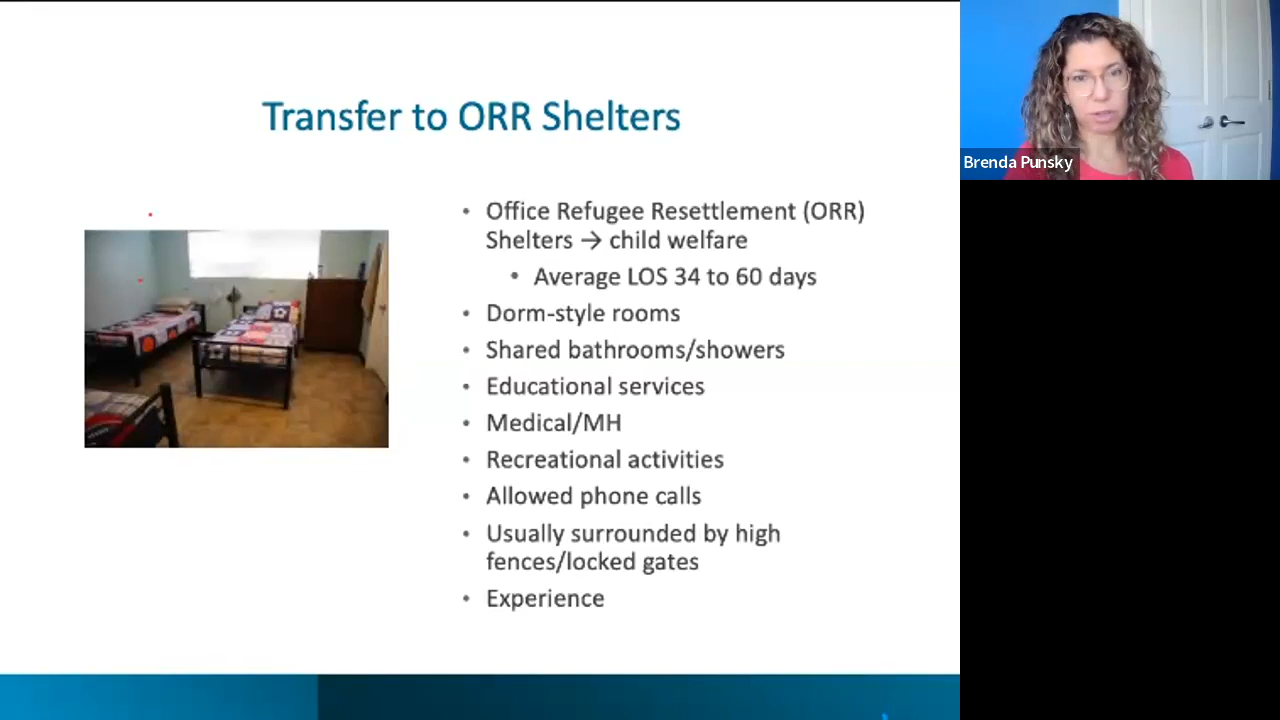 Transfer to ORR Shelters
• Office Refugee Resettlement (ORR)
Shelters → child welfare
• Average LOS 34 to 60 days
• Dorm-style rooms
• Shared bathrooms/showers
• Educational services
• Medical/MH
• Recreational activities
• Allowed phone calls
• Usually surrounded by high
fences/locked gates
• Experience
Brenda Punsky